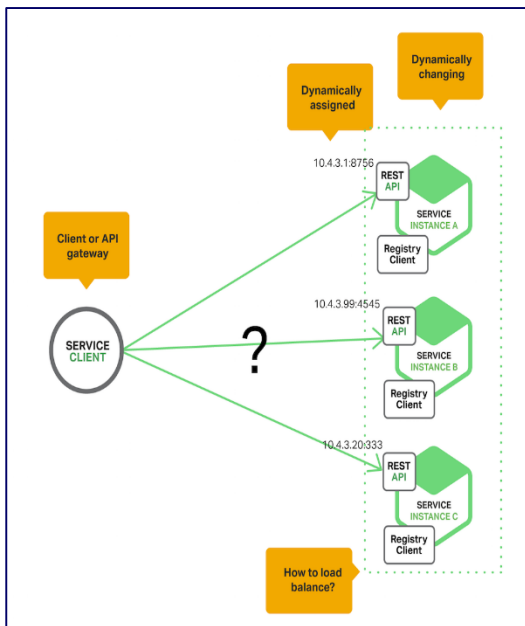 Dynamically
changing
Dynamically
assigned
10.4.3.1:8756
REST
API
SERVICE
INSTANCE A
Registry
Client
Client or API
gateway
10.4.3.99:4545
REST
API
SERVICE
INSTANCE B
Registry
Client
SERVICE
CLIENT
?
10.4.3.20:333
REST
API
SERVICE
INSTANCE C
Registry
Client
How to load
balance?